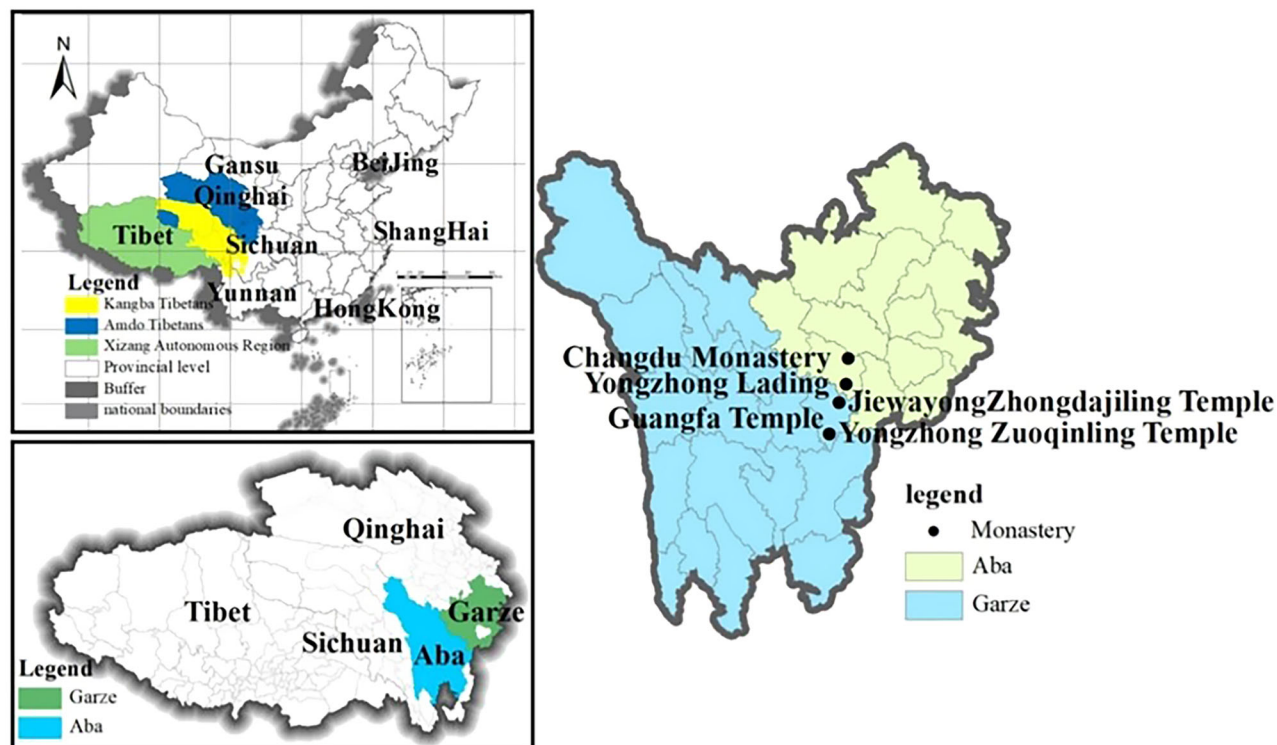 N
Gansu
BeiJing
Qinghai
Tibet
Sichuan
ShangHai
Yunnan
HongKong
Legend
Kangba Tibetans
Amdo Tibetans
Xizang Autonomous Region
Provincial level
Buffer
national boundaries
Qinghai
Tibet
Garze
Sichuan
Aba
Legend
Garze
Aba
Changdu Monastery
Yongzhong Lading
JiewayongZhongdajiling Temple
Guangfa Temple
Yongzhong Zuoqinling Temple
legend
Monastery
Aba
Garze